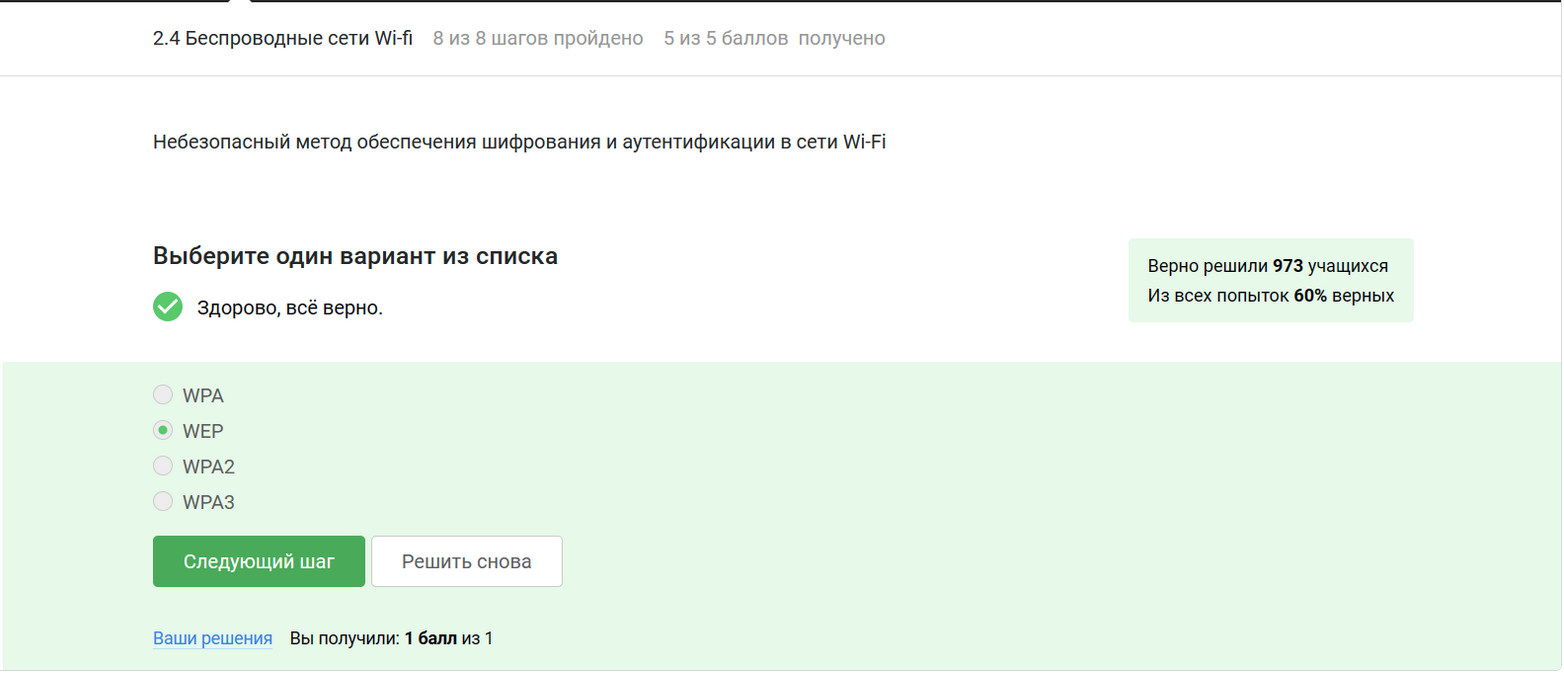 2.4 Беспроводные сети Wi-fi 8 из 8 шагов пройдено 5 из 5 баллов получено
Небезопасный метод обеспечения шифрования и аутентификации в сети Wi-Fi
Выберите один вариант из списка
Здорово, всё верно.
Верно решили 973 учащихся
Из всех попыток 60% верных
WPA
WEP
WPA2
WPA3
Следующий шаг Решить снова
Ваши решения Вы получили: 1 балл из 1